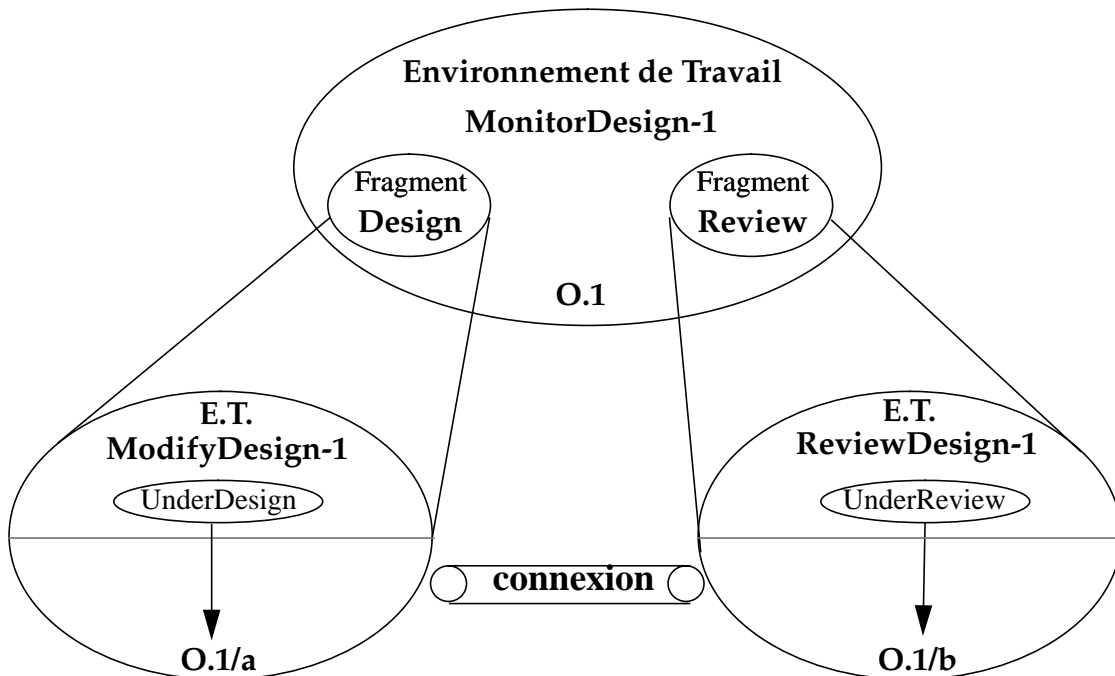 Environnement de Travail
MonitorDesign-1
Fragment
Design
Fragment
Review
O.1
E.T.
ModifyDesign-1
UnderDesign
E.T.
ReviewDesign-1
UnderReview
connexion
O.1/a
O.1/b